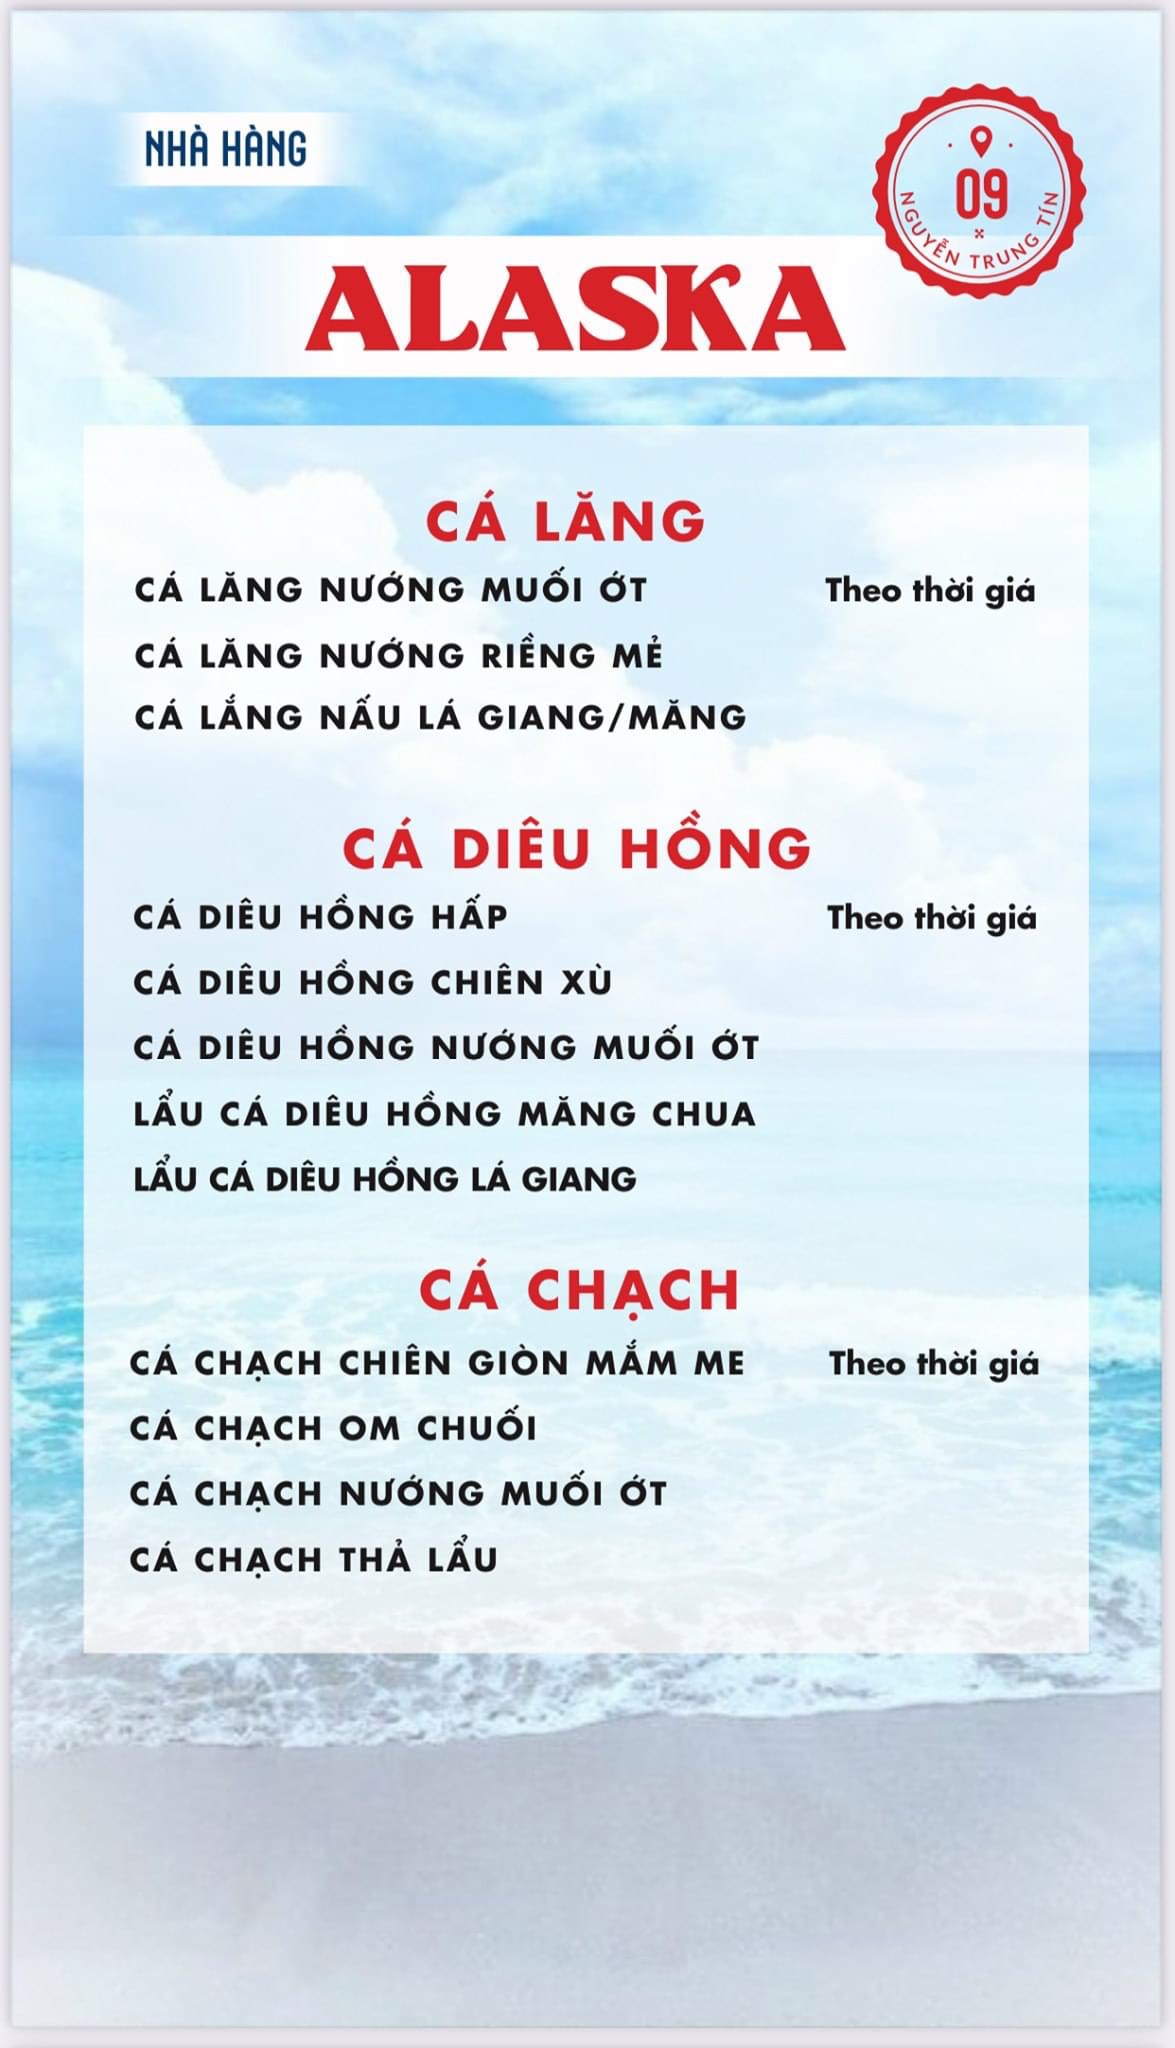 NHÀ HÀNG
09
NGUYỄN TRUNG TÍN
ALASKA
CÁ LĂNG
CÁ LĂNG NƯỚNG MUỐI ỚT Theo thời giá
CÁ LĂNG NƯỚNG RIỀNG MẺ
CÁ LẮNG NẤU LÁ GIANG/MĂNG
CÁ DIÊU HỒNG
CÁ DIÊU HỒNG HẤP Theo thời giá
CÁ DIÊU HỒNG CHIÊN XÙ
CÁ DIÊU HỒNG NƯỚNG MUỐI ỚT
LẨU CÁ DIÊU HỒNG MĂNG CHUA
LẨU CÁ DIÊU HỒNG LÁ GIANG
CÁ CHẠCH
CÁ CHẠCH CHIÊN GIÒN MẮM ME Theo thời giá
CÁ CHẠCH OM CHUỐI
CÁ CHẠCH NƯỚNG MUỐI ỚT
CÁ CHẠCH THẢ LẨU